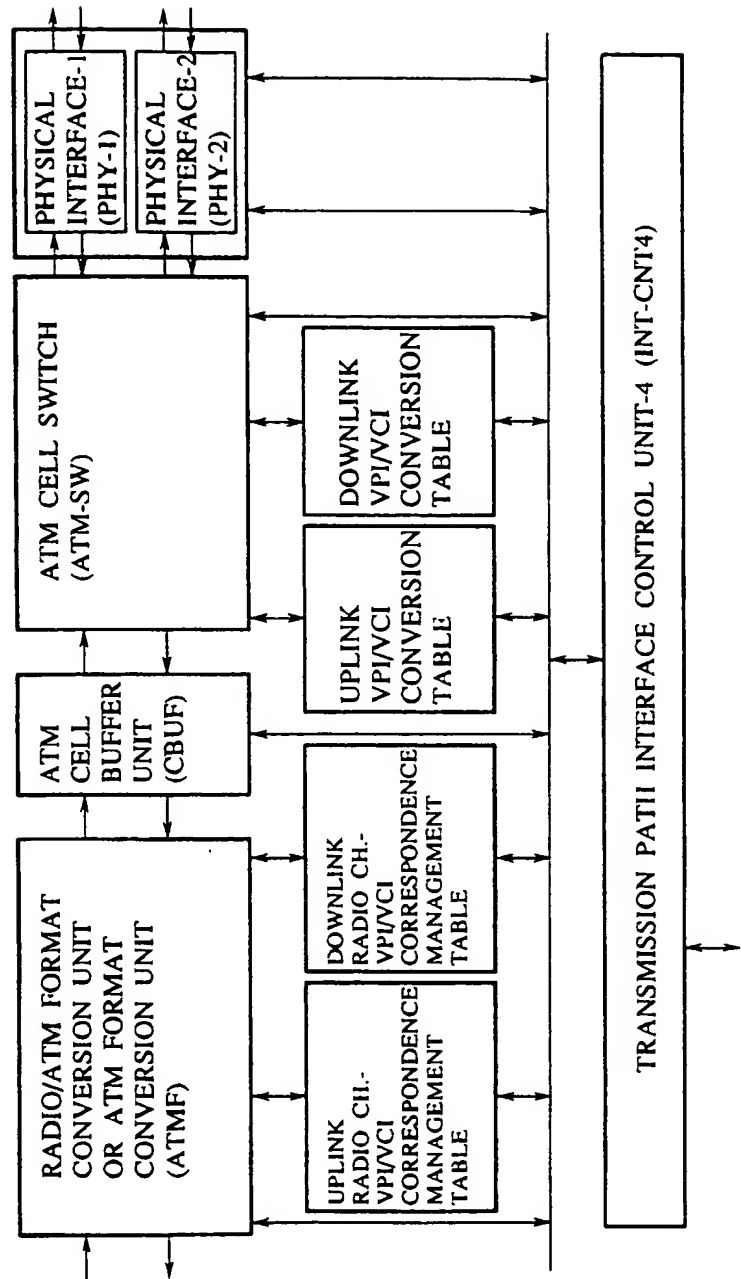 RADIO/ATM FORMAT
CONVERSION UNIT
OR ATM FORMAT
CONVERSION UNIT
(ATMF)
ATM
CELL
BUFFER
UNIT
(CBUF)
ATM CELL SWITCH
(ATM-SW)
PHYSICAL
INTERFACE-1
(PHY-1)
PHYSICAL
INTERFACE-2
(PHY-2)
UPLINK
RADIO CH.-
VPI/VCI
CORRESPONDENCE
MANAGEMENT
TABLE
DOWNLINK
RADIO CH.-
VPI/VCI
CORRESPONDENCE
MANAGEMENT
TABLE
UPLINK
VPI/VCI
CONVERSION
TABLE
DOWNLINK
VPI/VCI
CONVERSION
TABLE
TRANSMISSION PATH INTERFACE CONTROL UNIT-4 (INT-CNT4)